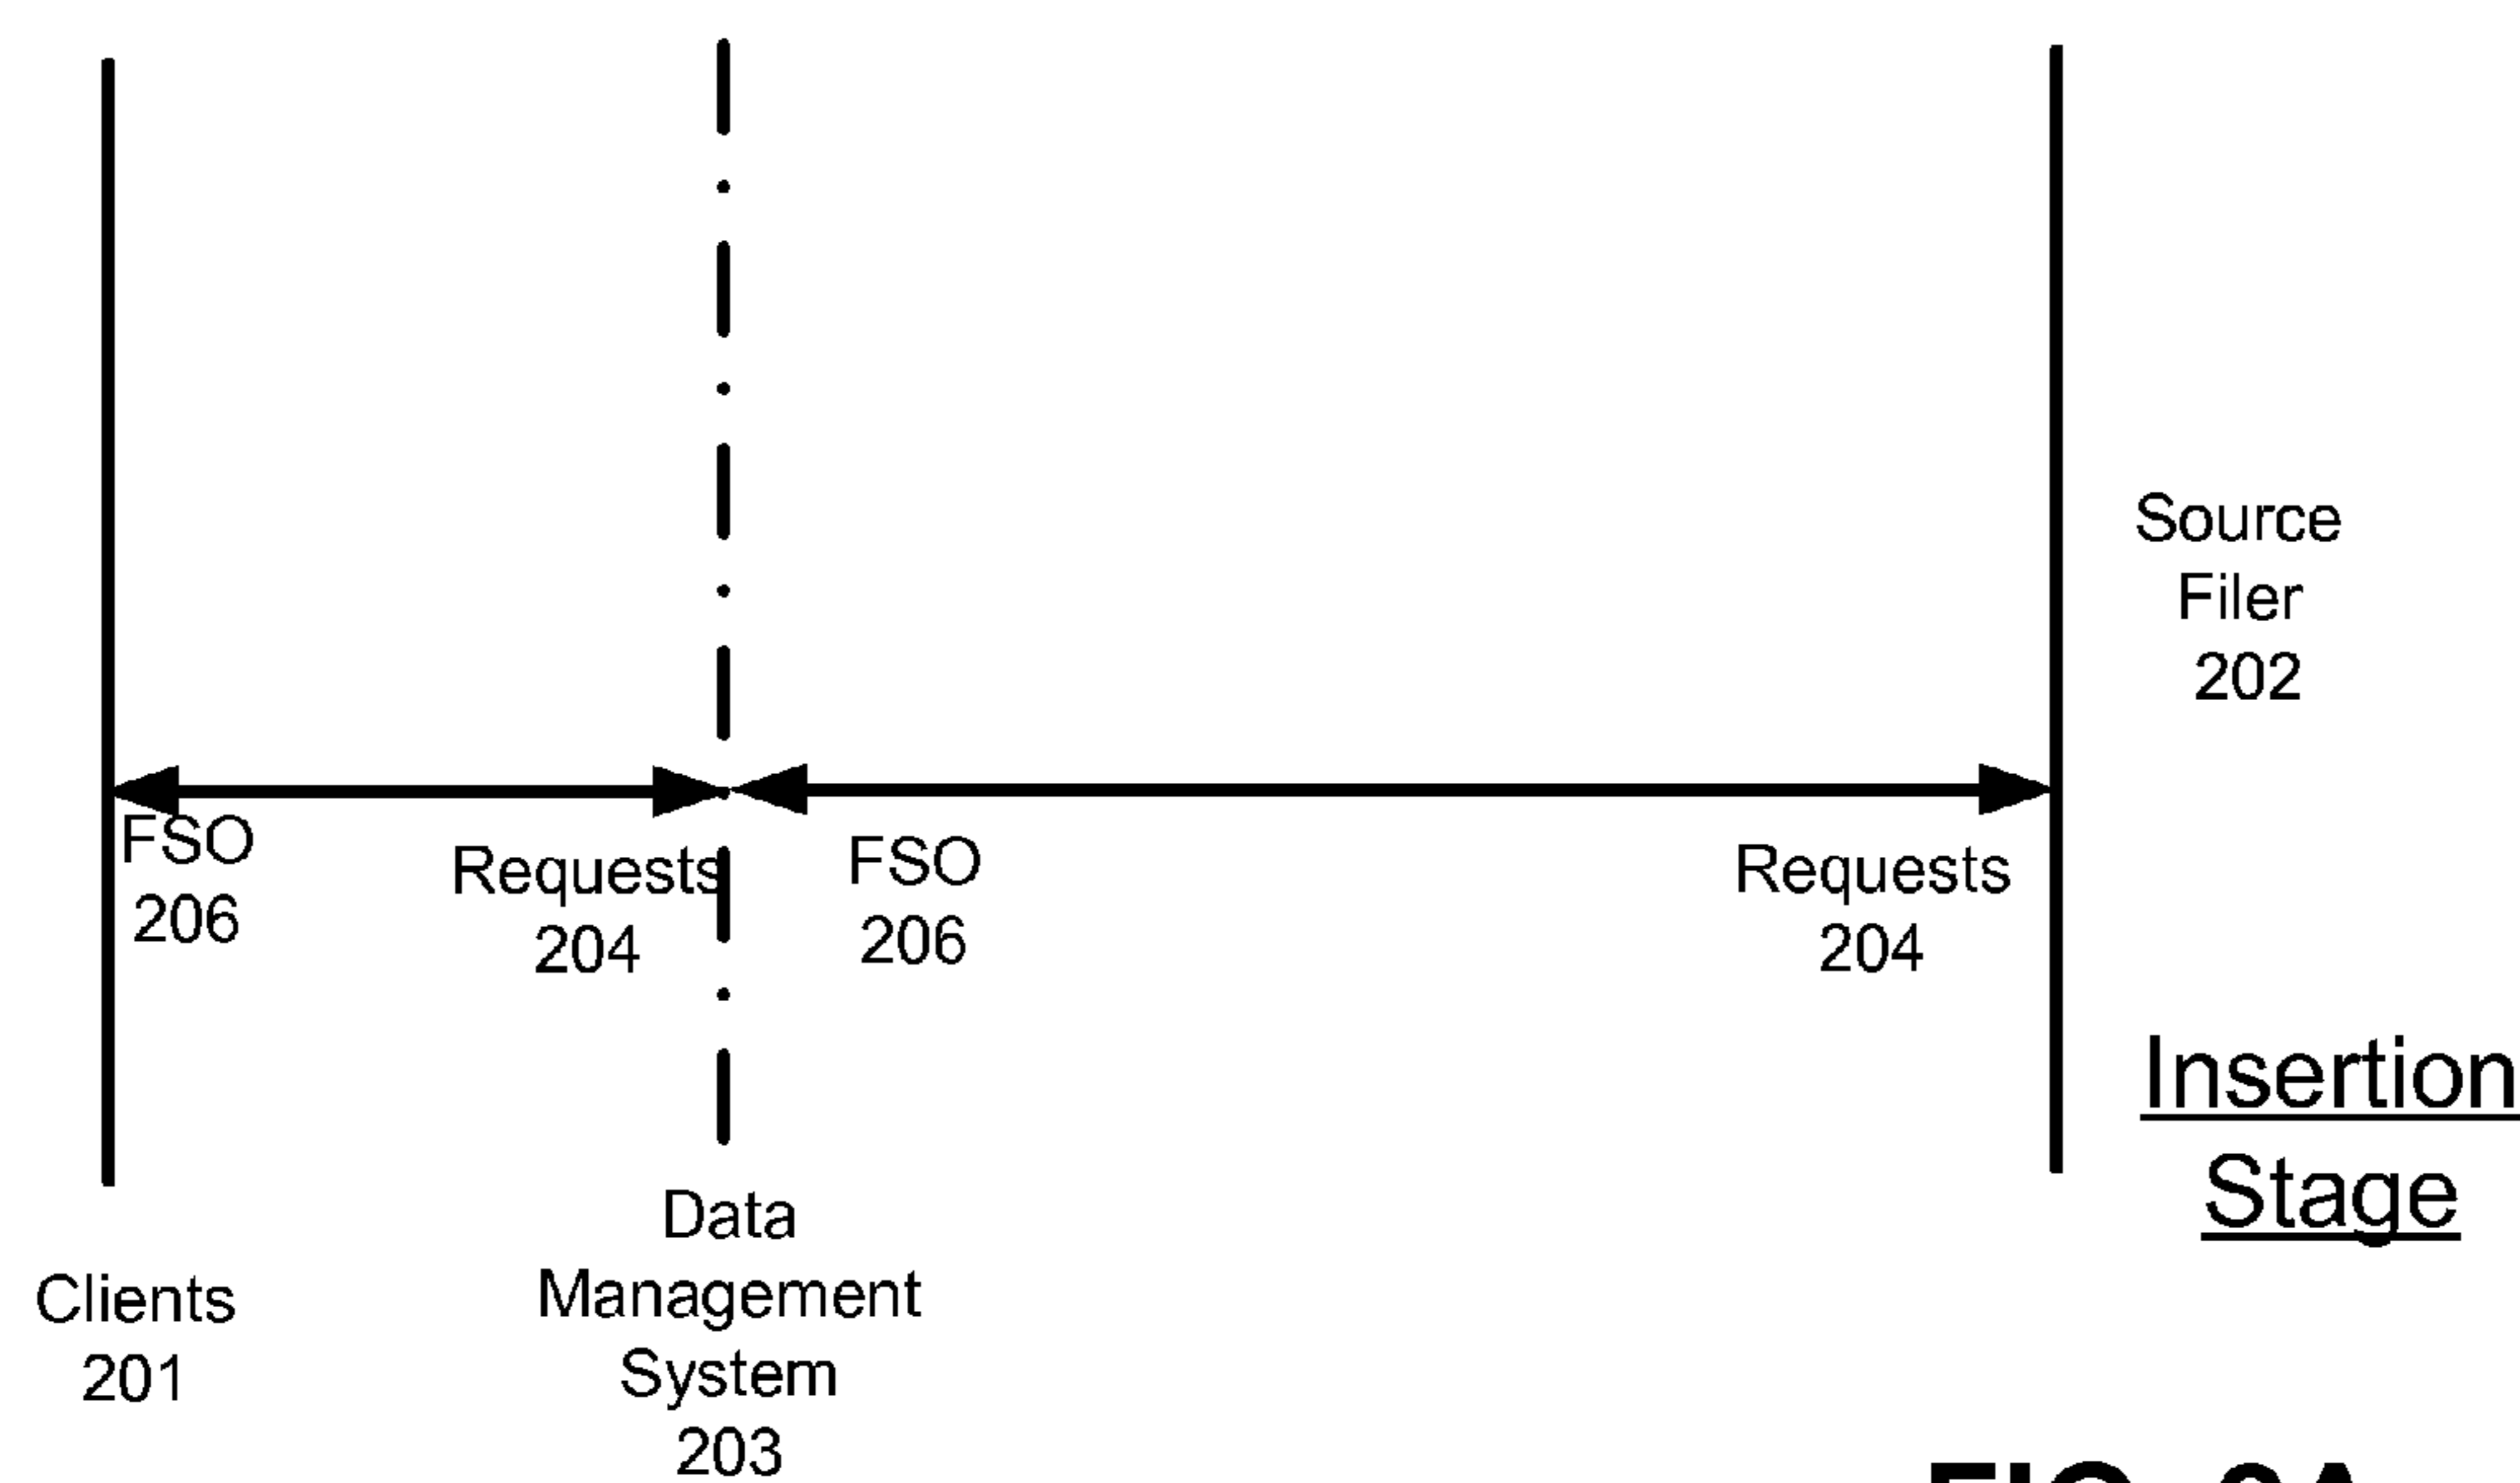 Source
Filer
202
FSO
206
Requests
204
FSO
206
Requests
204
Insertion
Stage
Clients
201
Data
Management
System
203